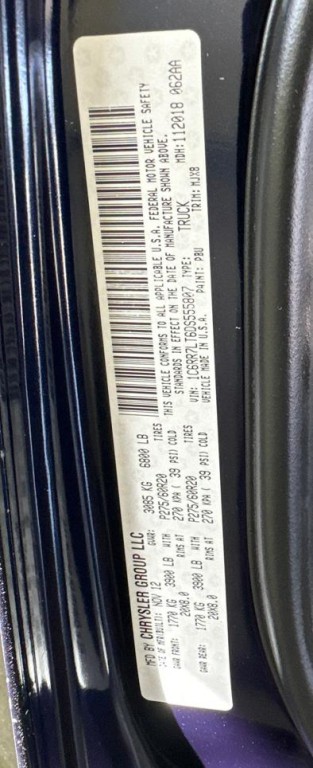 MFD BY CHRYSLER GROUP LLC
DATE OF MFR/BUILT: NOV 12 GVWR: 3085 KG 6800 LB
GAWR FRONT: 1770 KG 3900 LB WITH TIRES P275/60R20
20X8.0 RIMS AT 270 KPA ( 39 PSI) COLD
GAWR REAR: 1770 KG 3900 LB WITH TIRES P275/60R20
20X8.0 RIMS AT 270 KPA ( 39 PSI) COLD
THIS VEHICLE CONFORMS TO ALL APPLICABLE U.S.A. FEDERAL MOTOR VEHICLE SAFETY
STANDARDS IN EFFECT ON THE DATE OF MANUFACTURE SHOWN ABOVE.
VIN: 1C6RR7LT6DS555807 TYPE: TRUCK MDH: 112018 062AA
MADE IN U.S.A. PAINT: PBU TRIM: MJX8